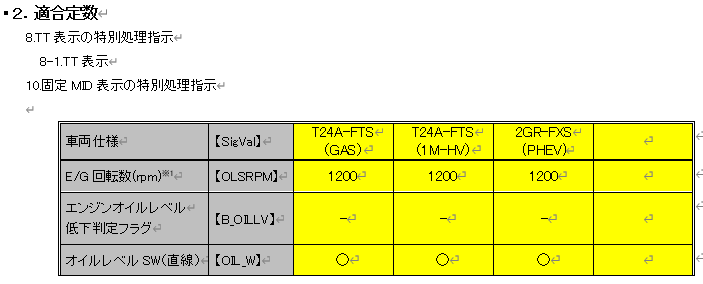 ・２．適合定数
8.TT 表示の特別処理指示
8-1.TT 表示
10.固定 MID 表示の特別処理指示
車両仕様 【SigVal】 T24A-FTS (GAS) T24A-FTS (1M-HV) 2GR-FXS (PHEV)
E/G 回転数(rpm)※1 【OLSRPM】 1200 1200 1200
エンジンオイルレベル
低下判定フラグ 【B_OILLV】 － － －
オイルレベル SW(直線) 【OIL_W】 ○ ○ ○